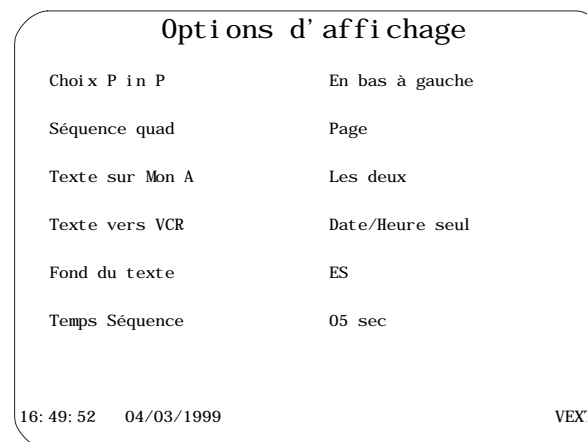 Options d'affichage
Choix P in P En bas à gauche
Séquence quad Page
Texte sur Mon A Les deux
Texte vers VCR Date/Heure seul
Fond du texte ES
Temps Séquence 05 sec
16:49:52 04/03/1999 VEXT